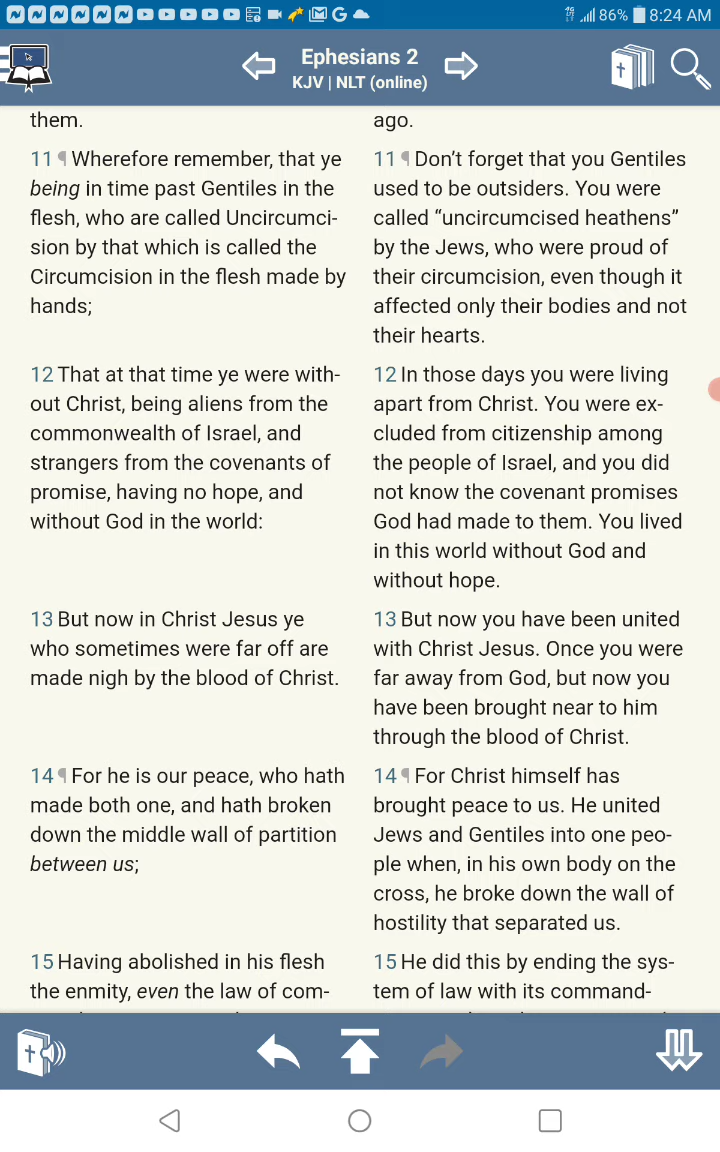 86% 8:24 AM
Ephesians 2
KJV | NLT (online)
them.
11 ¶ Wherefore remember, that ye
being in time past Gentiles in the
flesh, who are called Uncircumci-
sion by that which is called the
Circumcision in the flesh made by
hands;
12 That at that time ye were with-
out Christ, being aliens from the
commonwealth of Israel, and
strangers from the covenants of
promise, having no hope, and
without God in the world:
13 But now in Christ Jesus ye
who sometimes were far off are
made nigh by the blood of Christ.
14 ¶ For he is our peace, who hath
made both one, and hath broken
down the middle wall of partition
between us;
15 Having abolished in his flesh
the enmity, even the law of com-
ago.
11 ¶ Don’t forget that you Gentiles
used to be outsiders. You were
called “uncircumcised heathens”
by the Jews, who were proud of
their circumcision, even though it
affected only their bodies and not
their hearts.
12 In those days you were living
apart from Christ. You were ex-
cluded from citizenship among
the people of Israel, and you did
not know the covenant promises
God had made to them. You lived
in this world without God and
without hope.
13 But now you have been united
with Christ Jesus. Once you were
far away from God, but now you
have been brought near to him
through the blood of Christ.
14 ¶ For Christ himself has
brought peace to us. He united
Jews and Gentiles into one peo-
ple when, in his own body on the
cross, he broke down the wall of
hostility that separated us.
15 He did this by ending the sys-
tem of law with its command-